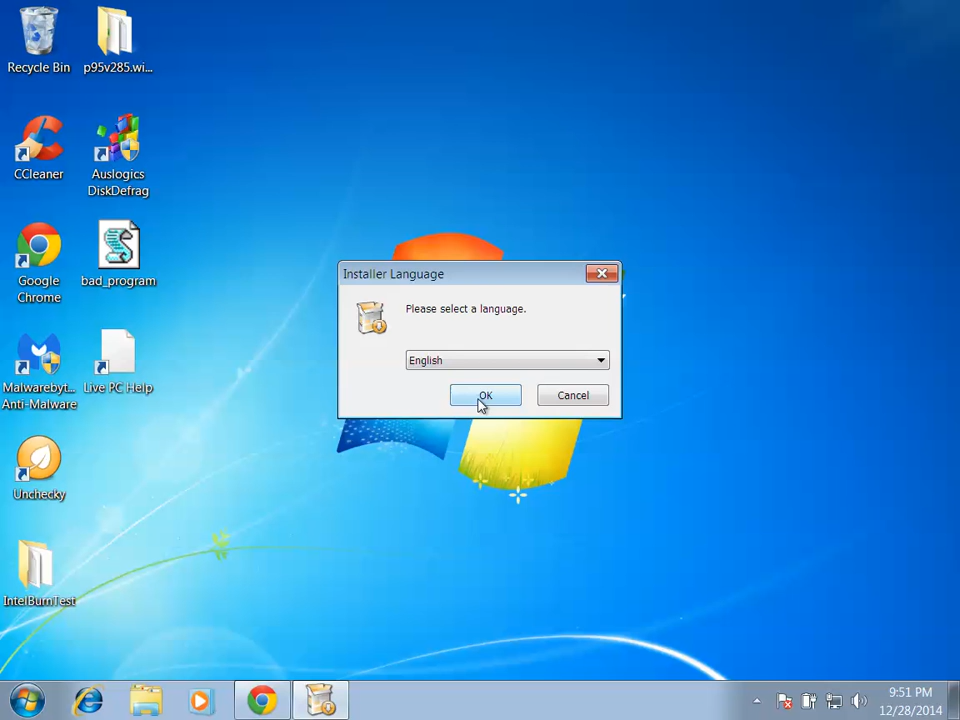 Recycle Bin
p95v285.wi...
CCleaner
Auslogics
DiskDefrag
Google
Chrome
bad_program
Malwarebyt...
Anti-Malware
Live PC Help
Unchecky
IntelBurnTest
Installer Language
Please select a language.
English
OK
Cancel
9:51 PM
12/28/2014